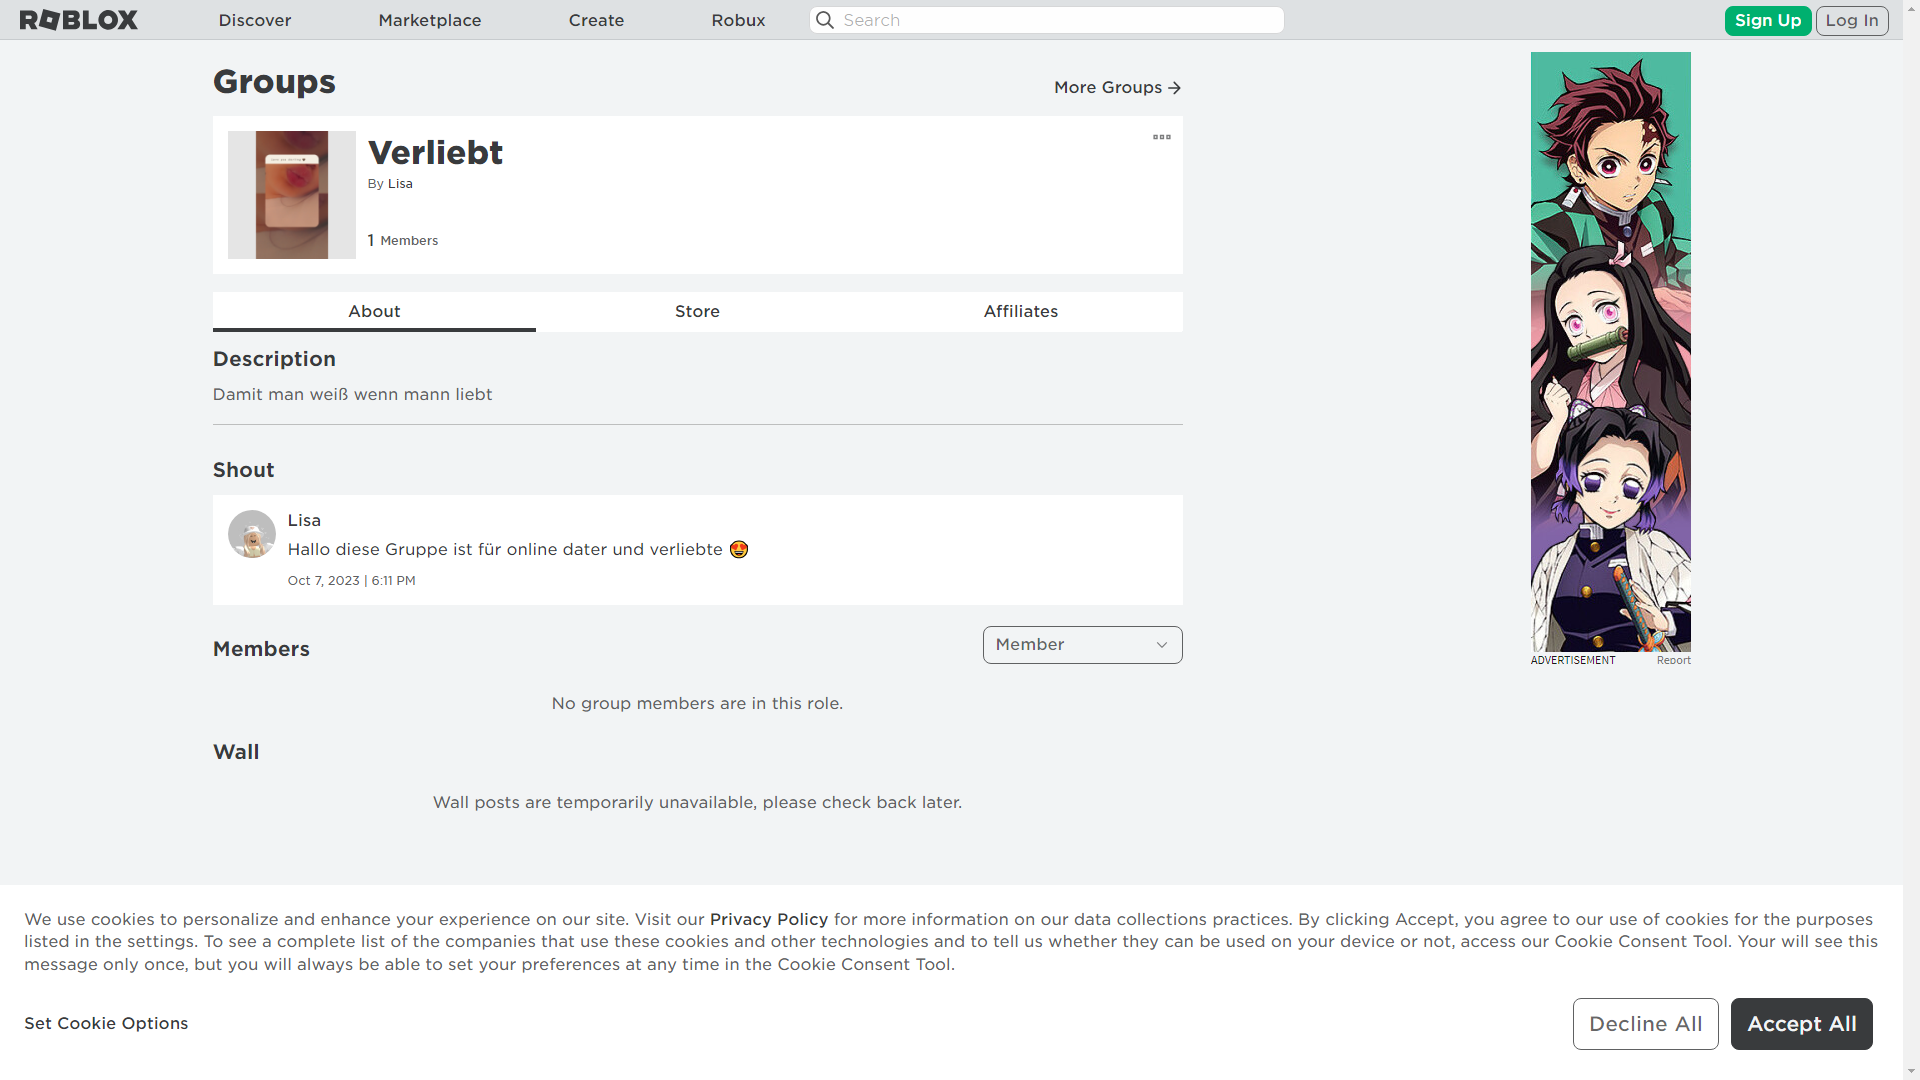 ROBLOX
Discover
Marketplace
Create
Robux
Search
Sign Up
Log In
Groups
More Groups
Verliebt
By Lisa
1 Members
About
Store
Affiliates
Description
Damit man weiß wenn mann liebt
Shout
Lisa
Hallo diese Gruppe ist für online dater und verliebte 😍
Oct 7, 2023 | 6:11 PM
Members
Member
No group members are in this role.
Wall
Wall posts are temporarily unavailable, please check back later.
ADVERTISEMENT
Report
We use cookies to personalize and enhance your experience on our site. Visit our Privacy Policy for more information on our data collections practices. By clicking Accept, you agree to our use of cookies for the purposes
listed in the settings. To see a complete list of the companies that use these cookies and other technologies and to tell us whether they can be used on your device or not, access our Cookie Consent Tool. Your will see this
message only once, but you will always be able to set your preferences at any time in the Cookie Consent Tool.
Set Cookie Options
Decline All
Accept All